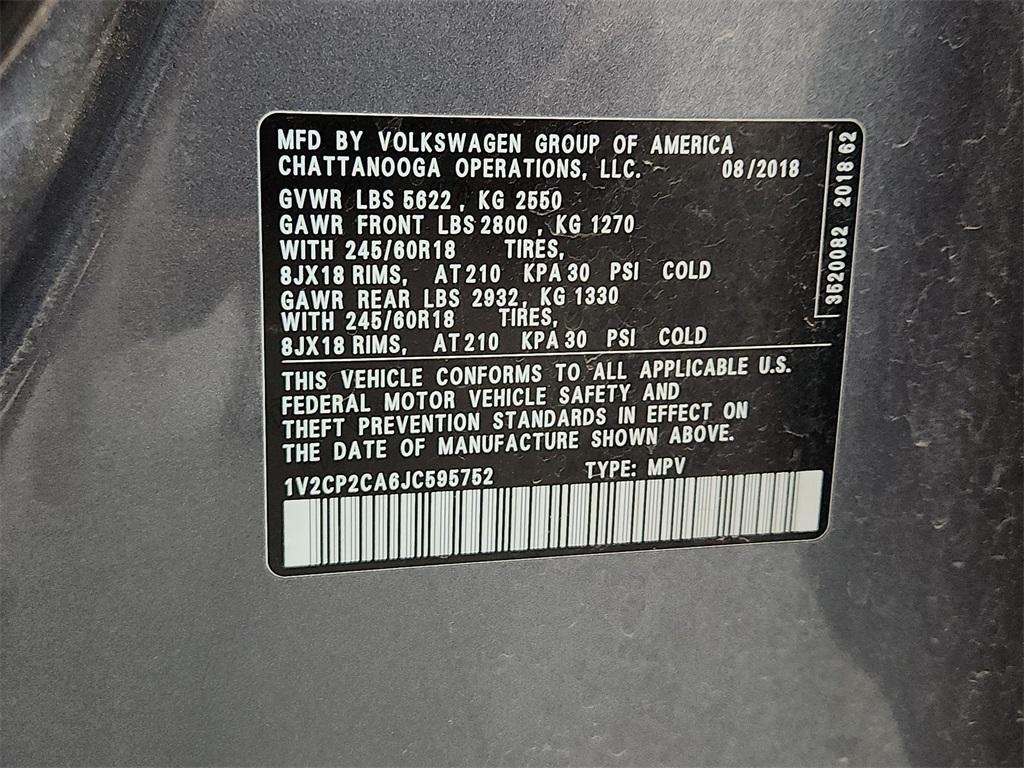 MFD BY VOLKSWAGEN GROUP OF AMERICA
CHATTANOOGA OPERATIONS, LLC. 08/2018
GVWR LBS 5622, KG 2550
GAWR FRONT LBS 2800, KG 1270
WITH 245/60R18 TIRES,
8JX18 RIMS, AT 210 KPA 30 PSI COLD
GAWR REAR LBS 2932, KG 1330
WITH 245/60R18 TIRES,
8JX18 RIMS, AT 210 KPA 30 PSI COLD
THIS VEHICLE CONFORMS TO ALL APPLICABLE U.S.
FEDERAL MOTOR VEHICLE SAFETY AND
THEFT PREVENTION STANDARDS IN EFFECT ON
THE DATE OF MANUFACTURE SHOWN ABOVE.
1V2CP2CA6JC595752 TYPE: MPV
3520082 2018 62